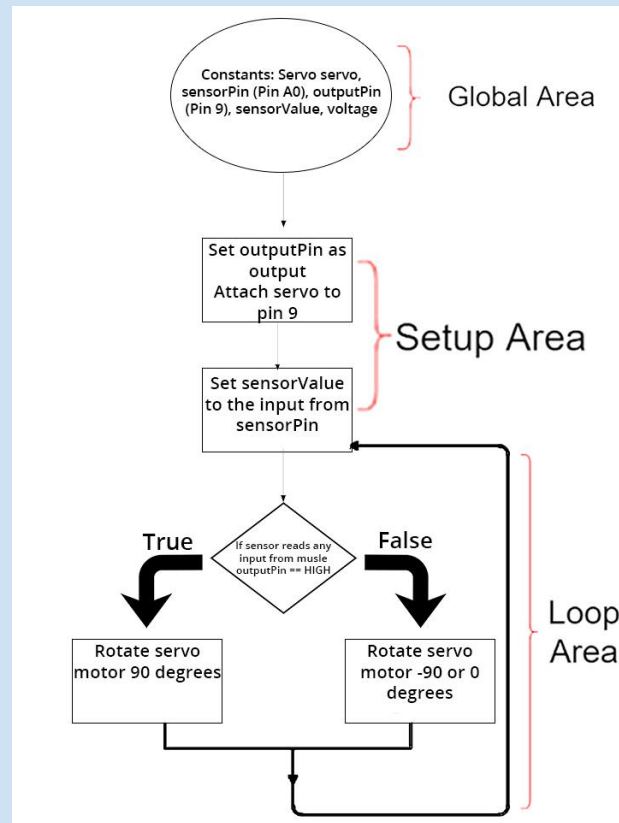 Constants: Servo servo,
sensorPin (Pin A0), outputPin
(Pin 9), sensorValue, voltage
Global Area
Set outputPin as
output
Attach servo to
pin 9
Setup Area
Set sensorValue
to the input from
sensorPin
True
If sensor reads any
input from musle
outputPin == HIGH
False
Loop
Area
Rotate servo
motor 90 degrees
Rotate servo
motor -90 or 0
degrees